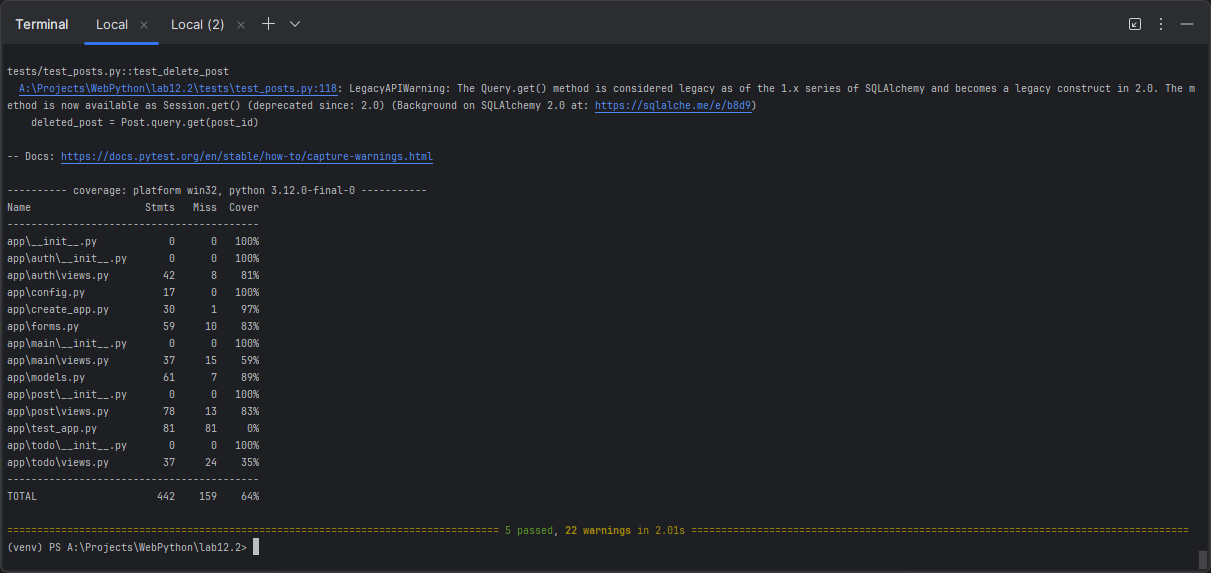 Terminal Local Local (2)
tests/test_posts.py::test_delete_post
A:\Projects\WebPython\lab12.2\tests\test_posts.py:118: LegacyAPIWarning: The Query.get() method is considered legacy as of the 1.x series of SQLAlchemy and becomes a legacy construct in 2.0. The m
ethod is now available as Session.get() (deprecated since: 2.0) (Background on SQLAlchemy 2.0 at: https://sqlalche.me/e/b8d9)
deleted_post = Post.query.get(post_id)
-- Docs: https://docs.pytest.org/en/stable/how-to/capture-warnings.html
---------- coverage: platform win32, python 3.12.0-final-0 -----------
Name Stmts Miss Cover
------------------------------------------
app\__init__.py 0 0 100%
app\auth\__init__.py 0 0 100%
app\auth\views.py 42 8 81%
app\config.py 17 0 100%
app\create_app.py 30 1 97%
app\forms.py 59 10 83%
app\main\__init__.py 0 0 100%
app\main\views.py 37 15 59%
app\models.py 61 7 89%
app\post\__init__.py 0 0 100%
app\post\views.py 78 13 83%
app\test_app.py 81 81 0%
app\todo\__init__.py 0 0 100%
app\todo\views.py 37 24 35%
------------------------------------------
TOTAL 442 159 64%
================================================================================== 5 passed, 22 warnings in 2.01s ===================================================================================
(venv) PS A:\Projects\WebPython\lab12.2>